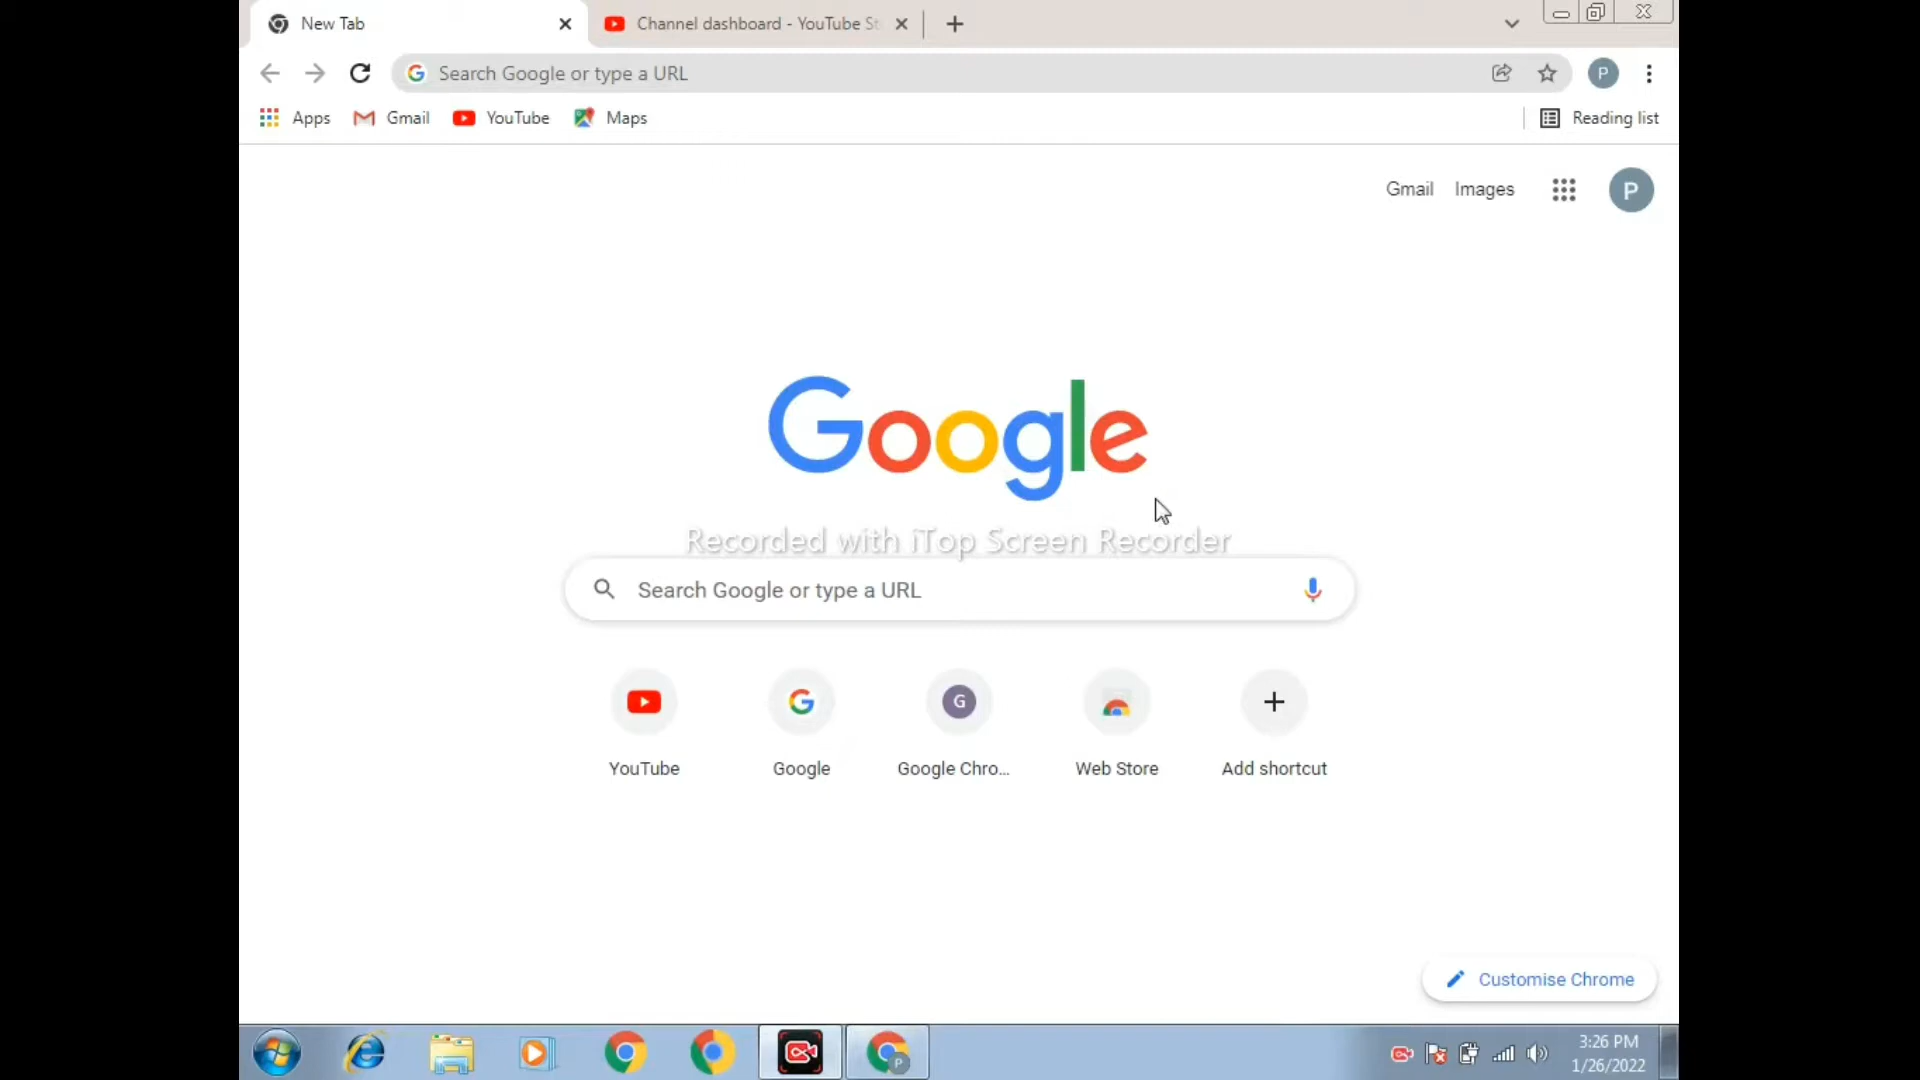 New Tab
Channel dashboard - YouTube St
Search Google or type a URL
P
Apps
Gmail
YouTube
Maps
Reading list
Gmail
Images
P
Google
Recorded with iTop Screen Recorder
Search Google or type a URL
G
YouTube
Google
Google Chro...
Web Store
Add shortcut
Customise Chrome
P
3:26 PM
1/26/2022